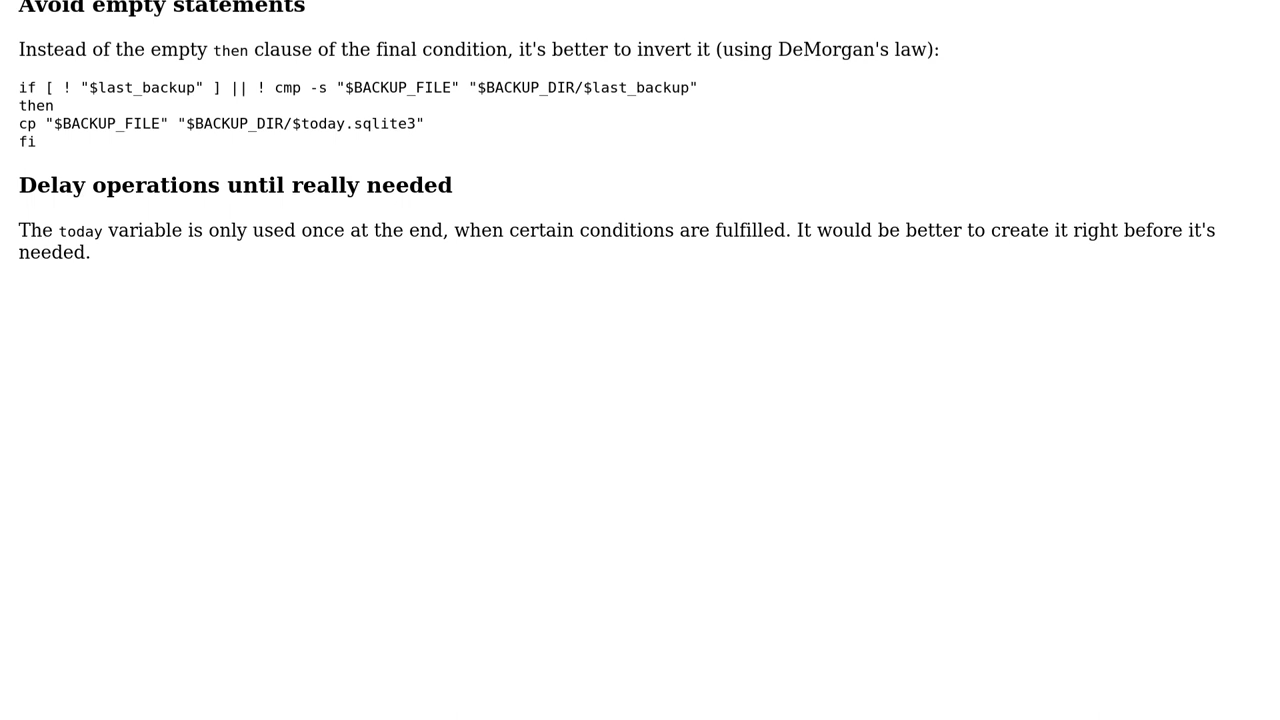 Avoid empty statements
Instead of the empty then clause of the final condition, it's better to invert it (using DeMorgan's law):
if [ ! "$last_backup" ] || ! cmp -s "$BACKUP_FILE" "$BACKUP_DIR/$last_backup"
then
cp "$BACKUP_FILE" "$BACKUP_DIR/$today.sqlite3"
fi
Delay operations until really needed
The today variable is only used once at the end, when certain conditions are fulfilled. It would be better to create it right before it's
needed.